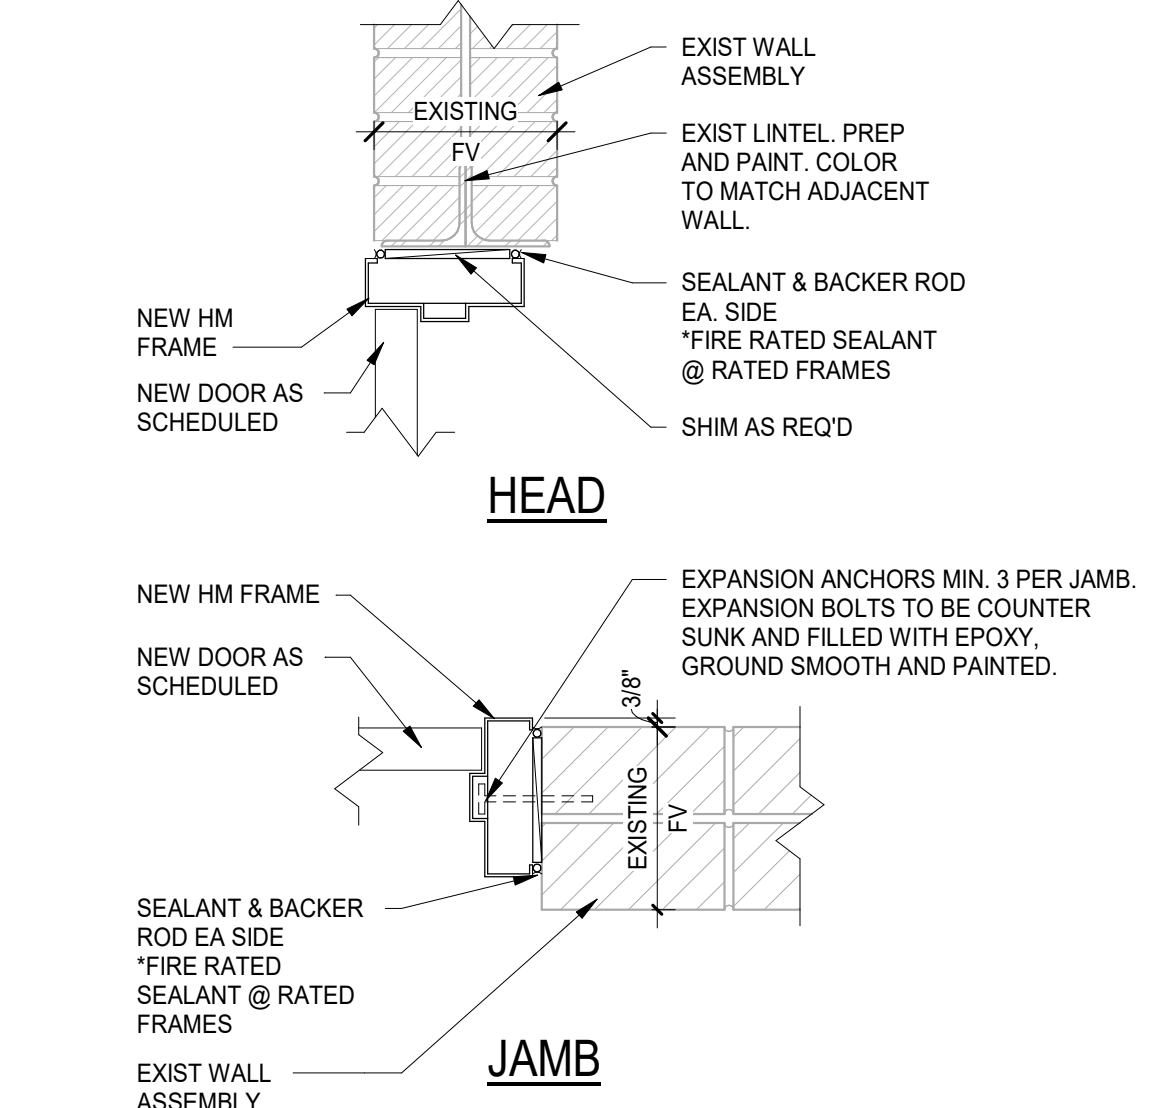 EXIST WALL
ASSEMBLY
EXISTING
FV
EXIST LINTEL. PREP
AND PAINT. COLOR
TO MATCH ADJACENT
WALL.
SEALANT & BACKER ROD
EA. SIDE
*FIRE RATED SEALANT
@ RATED FRAMES
NEW HM
FRAME
NEW DOOR AS
SCHEDULED
SHIM AS REQ'D
HEAD
NEW HM FRAME
NEW DOOR AS
SCHEDULED
EXPANSION ANCHORS MIN. 3 PER JAMB.
EXPANSION BOLTS TO BE COUNTER
SUNK AND FILLED WITH EPOXY,
GROUND SMOOTH AND PAINTED.
3/8"
EXISTING
FV
SEALANT & BACKER
ROD EA SIDE
*FIRE RATED
SEALANT @ RATED
FRAMES
EXIST WALL
ASSEMBLY
JAMB